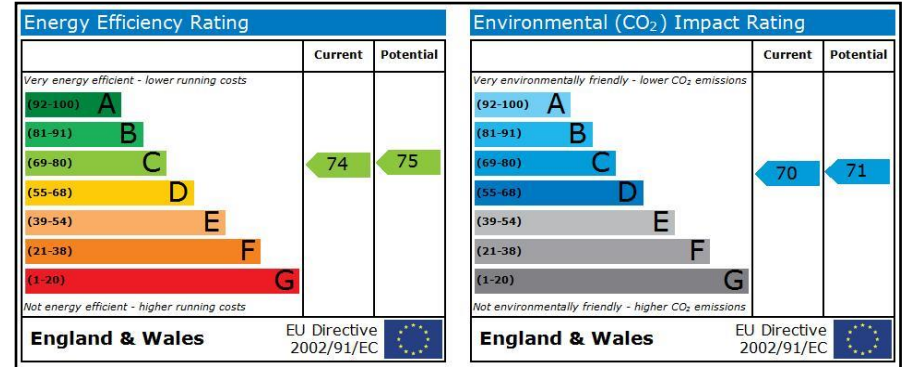 Energy Efficiency Rating
Current Potential
Very energy efficient - lower running costs
(92-100) A
(81-91) B
(69-80) C 74 75
(55-68) D
(39-54) E
(21-38) F
(1-20) G
Not energy efficient - higher running costs
England & Wales
EU Directive
2002/91/EC
Environmental (CO₂) Impact Rating
Current Potential
Very environmentally friendly - lower CO₂ emissions
(92-100) A
(81-91) B
(69-80) C 70 71
(55-68) D
(39-54) E
(21-38) F
(1-20) G
Not environmentally friendly - higher CO₂ emissions
England & Wales
EU Directive
2002/91/EC